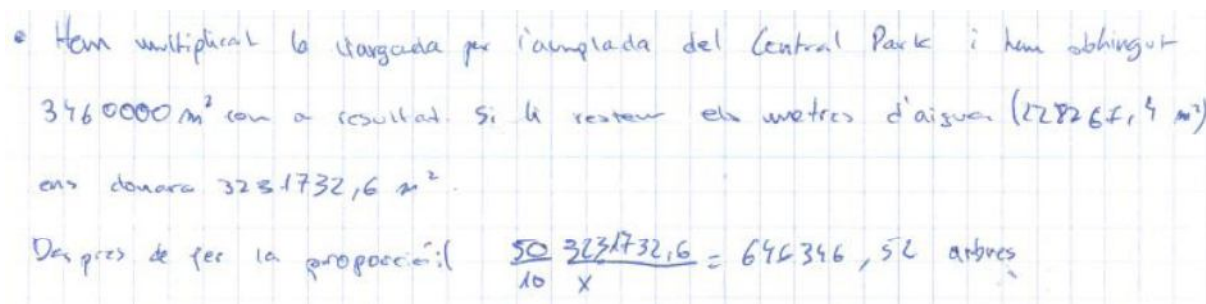 • Hem multiplicat la llargada per l'amplada del Central Park i hem obtingut
3460000 m² com a resultat. Si li restem els metres d'aigua (228267,4 m²)
ens donara 3231732,6 m².
Despres de fer la proporció: 50/10 3231732,6/x = 646346,52 arbres